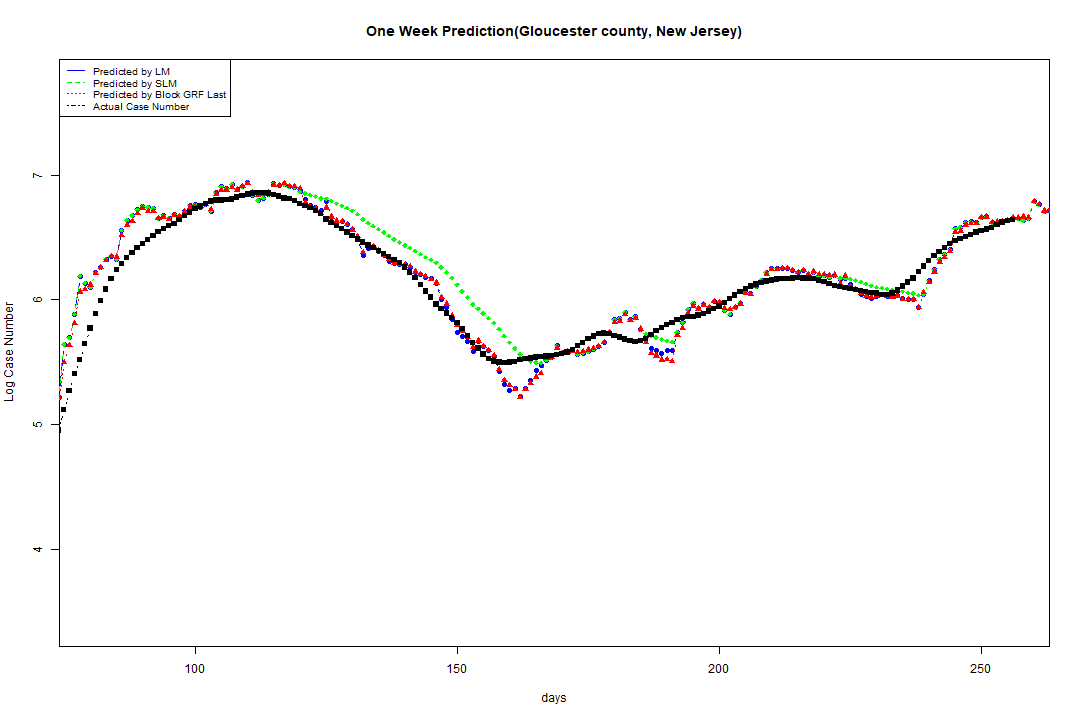 One Week Prediction(Gloucester county, New Jersey)
Predicted by LM
Predicted by SLM
Predicted by Block GRF Last
Actual Case Number
7
6
5
4
Log Case Number
100 150 200 250
days